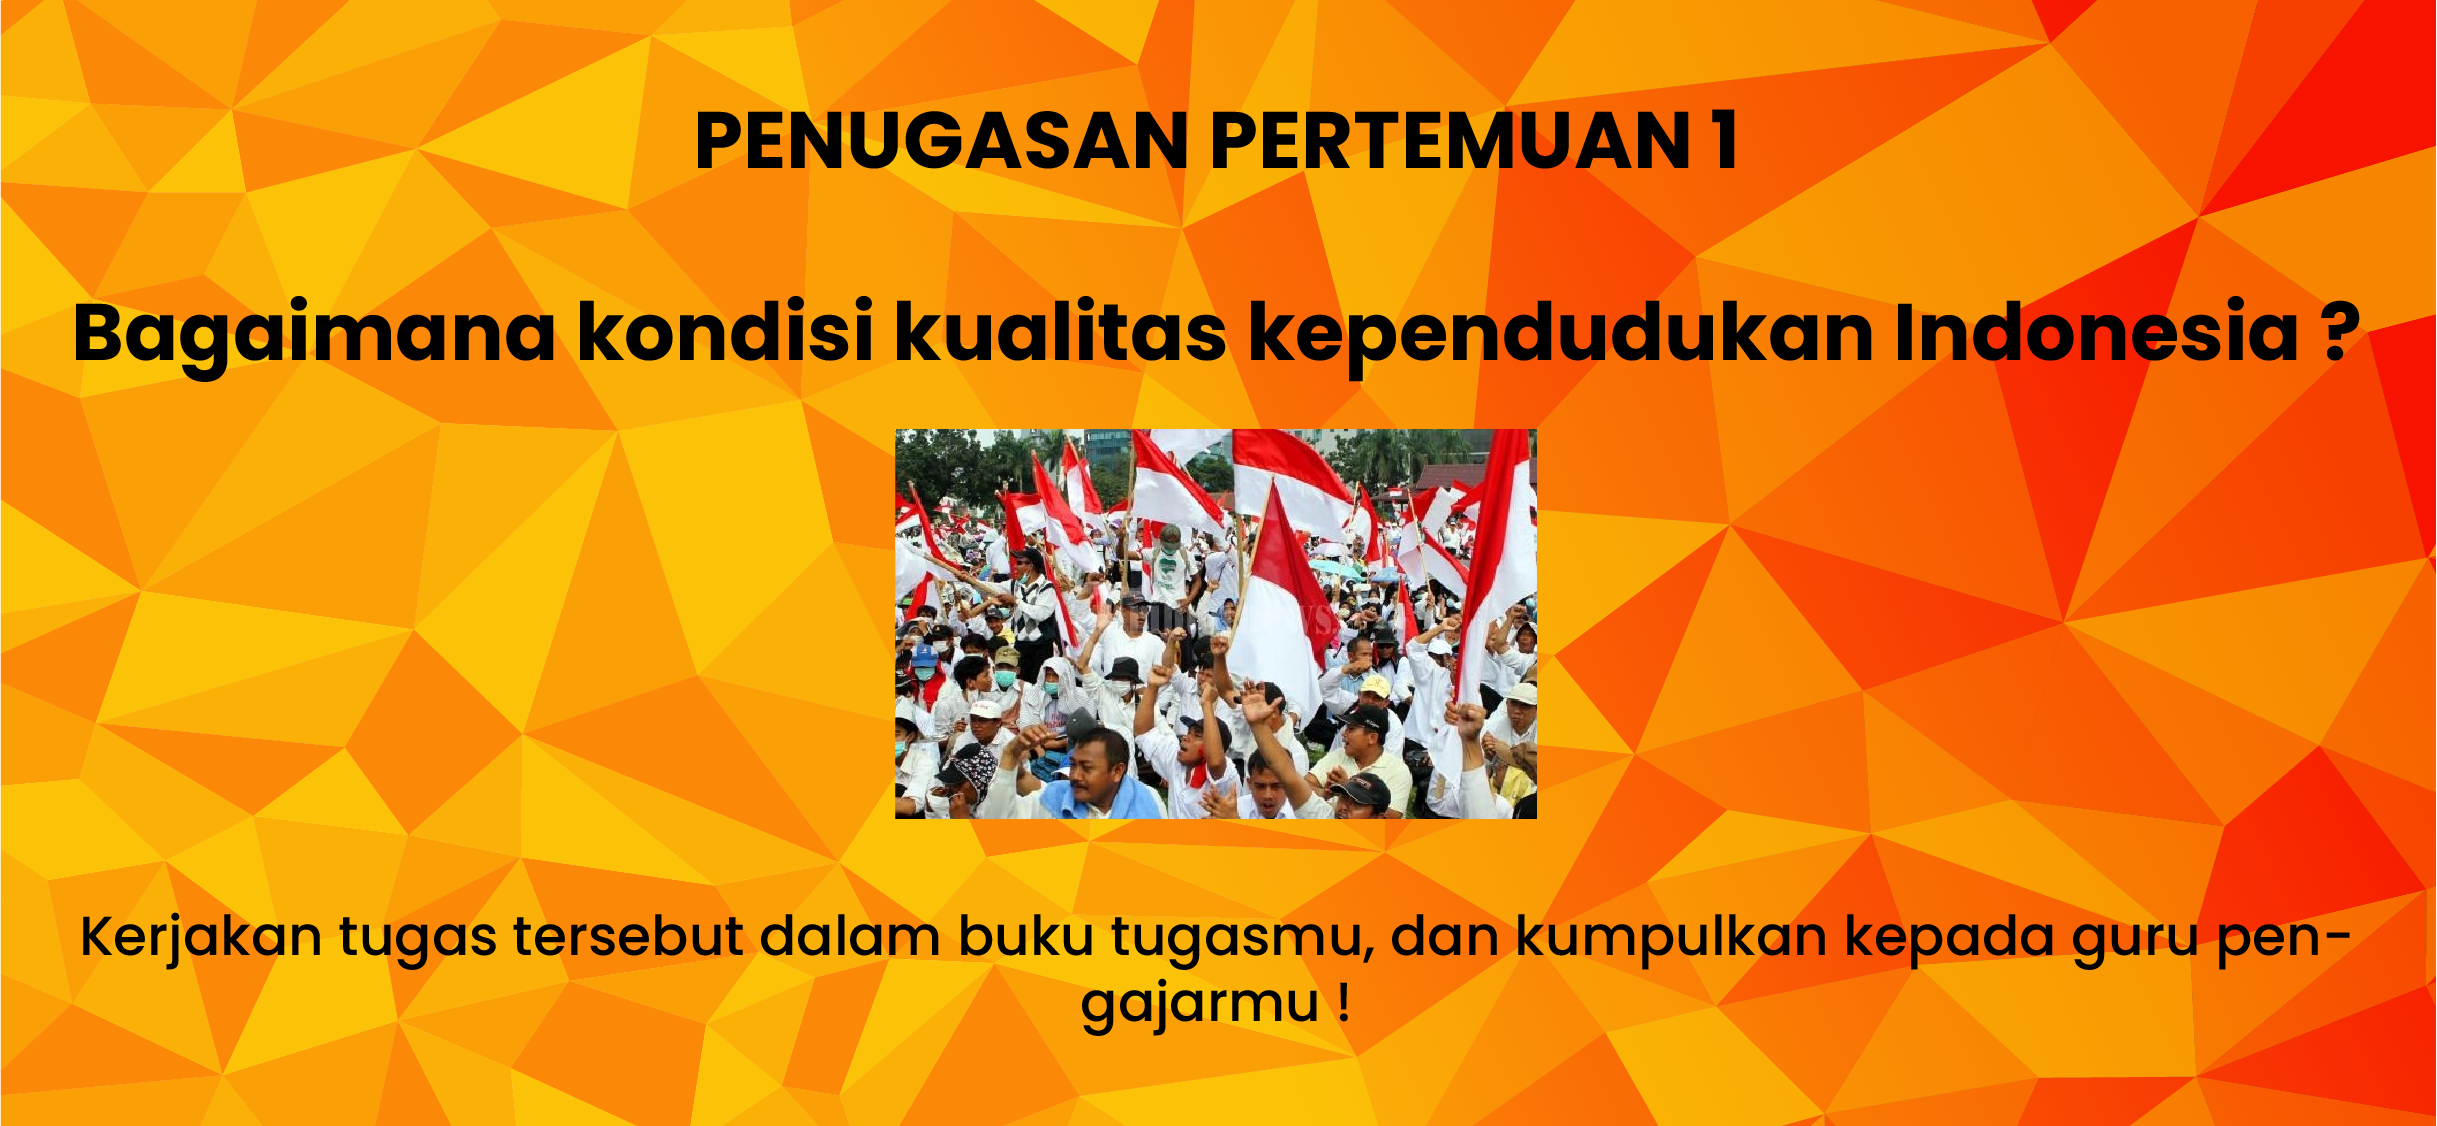 PENUGASAN PERTEMUAN 1
Bagaimana kondisi kualitas kependudukan Indonesia ?
Kerjakan tugas tersebut dalam buku tugasmu, dan kumpulkan kepada guru pen-
gajarmu !